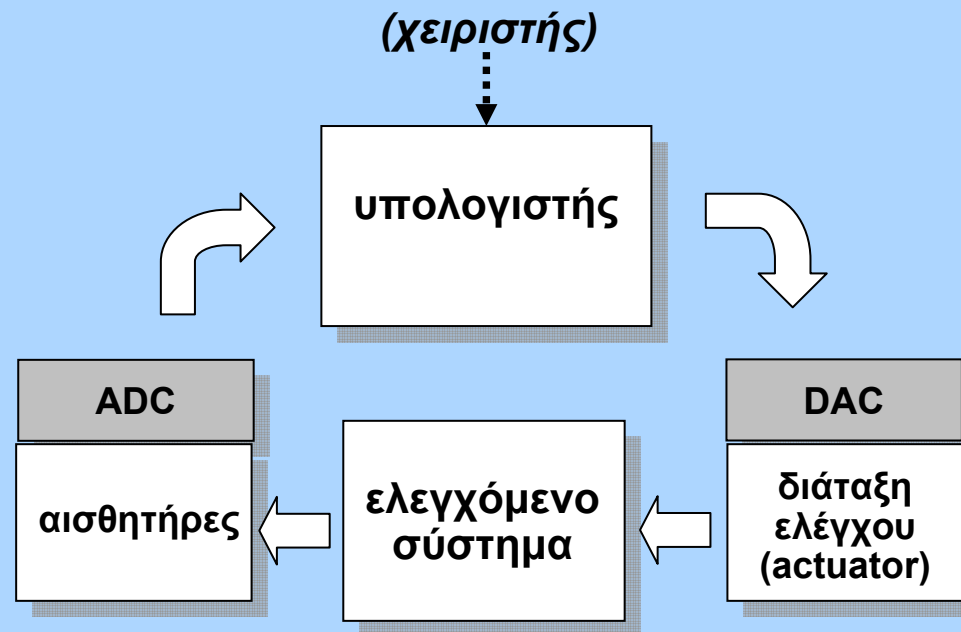 (χειριστής)
υπολογιστής
ADC
DAC
αισθητήρες
ελεγχόμενο
σύστημα
διάταξη
ελέγχου
(actuator)